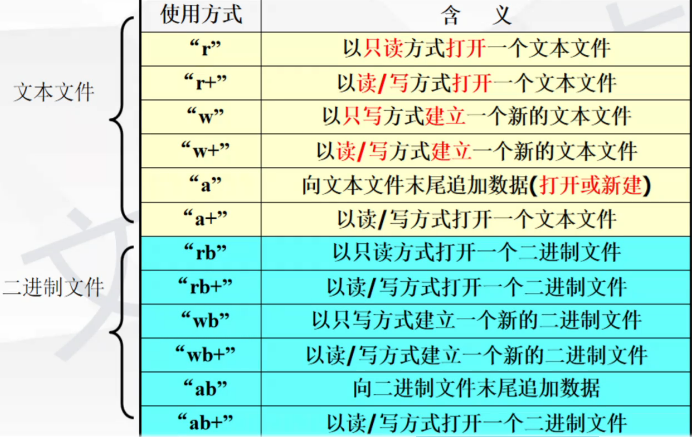 使用方式 含 义
“r” 以只读方式打开一个文本文件
“r+” 以读/写方式打开一个文本文件
文本文件
“w” 以只写方式建立一个新的文本文件
“w+” 以读/写方式建立一个新的文本文件
“a” 向文本文件末尾追加数据(打开或新建)
“a+” 以读/写方式打开一个文本文件
“rb” 以只读方式打开一个二进制文件
二进制文件
“rb+” 以读/写方式打开一个二进制文件
“wb” 以只写方式建立一个新的二进制文件
“wb+” 以读/写方式建立一个新的二进制文件
“ab” 向二进制文件末尾追加数据
“ab+” 以读/写方式打开一个二进制文件